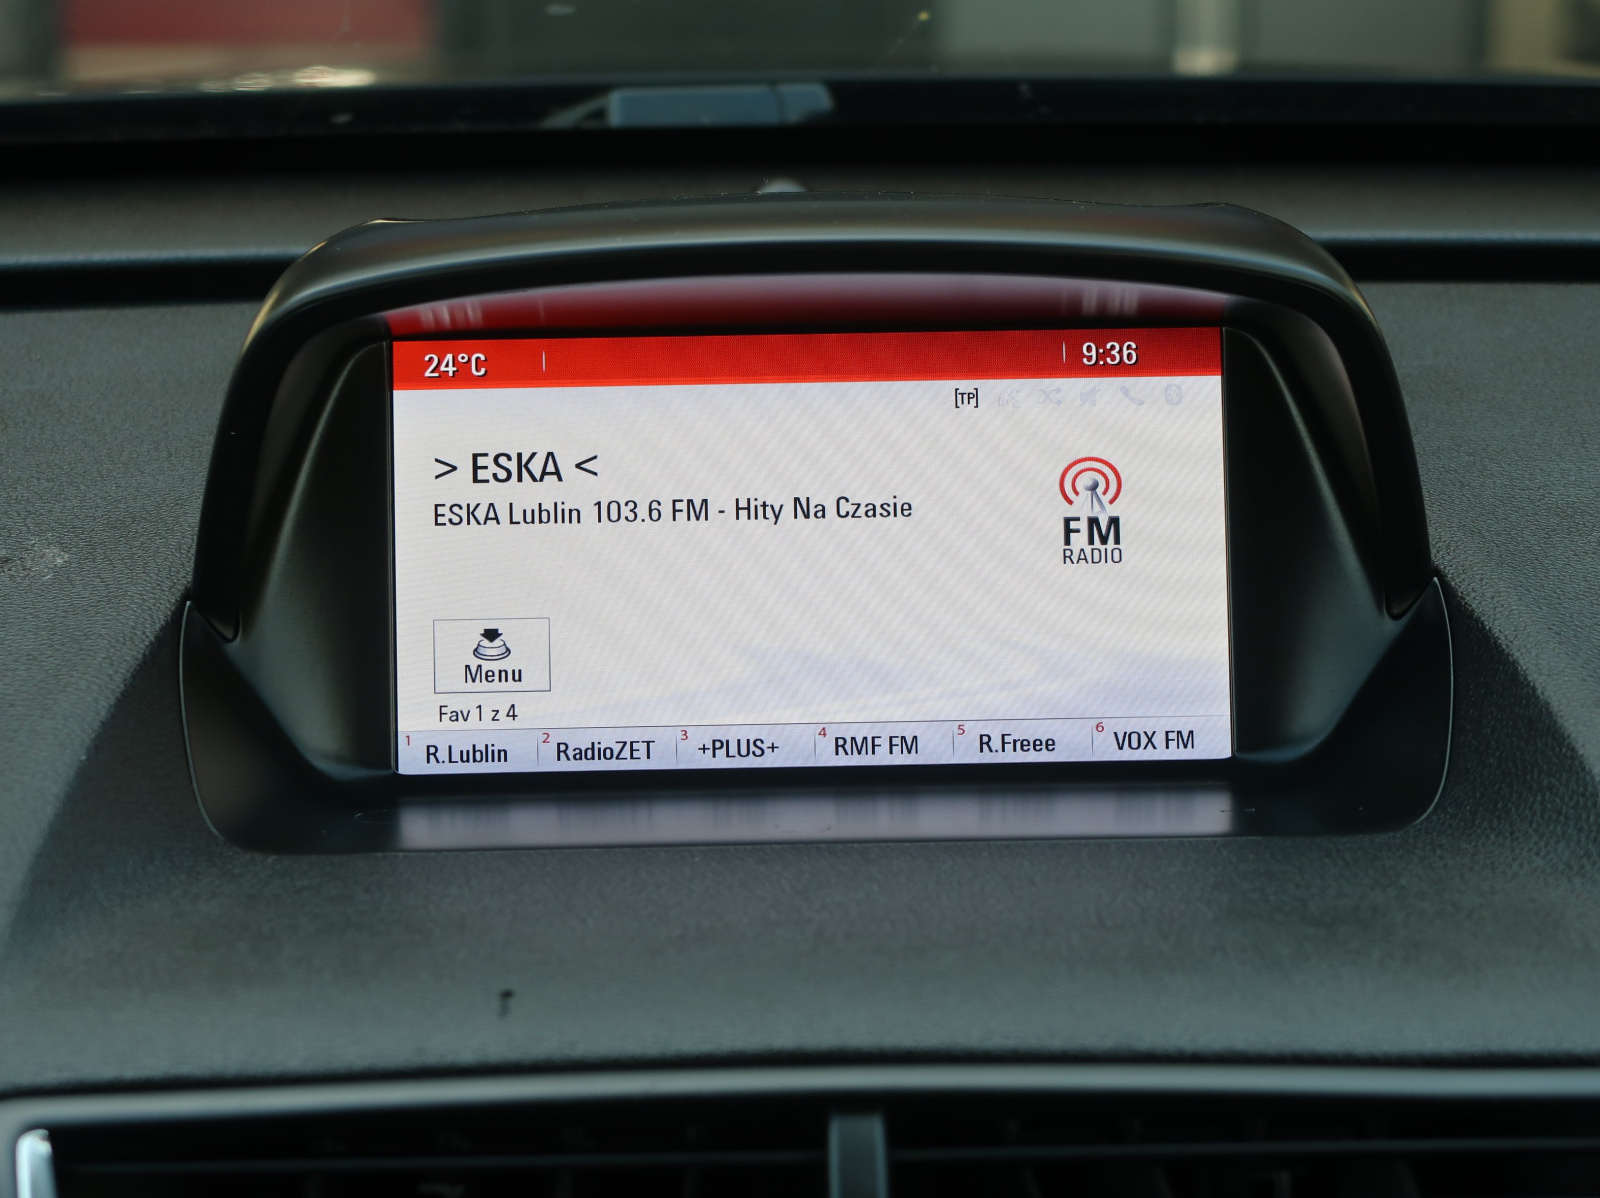 24°C 9:36
[TP]
> ESKA <
ESKA Lublin 103.6 FM - Hity Na Czasie
FM
RADIO
Menu
Fav 1 z 4
1 R.Lublin 2 RadioZET 3 +PLUS+ 4 RMF FM 5 R.Freee 6 VOX FM